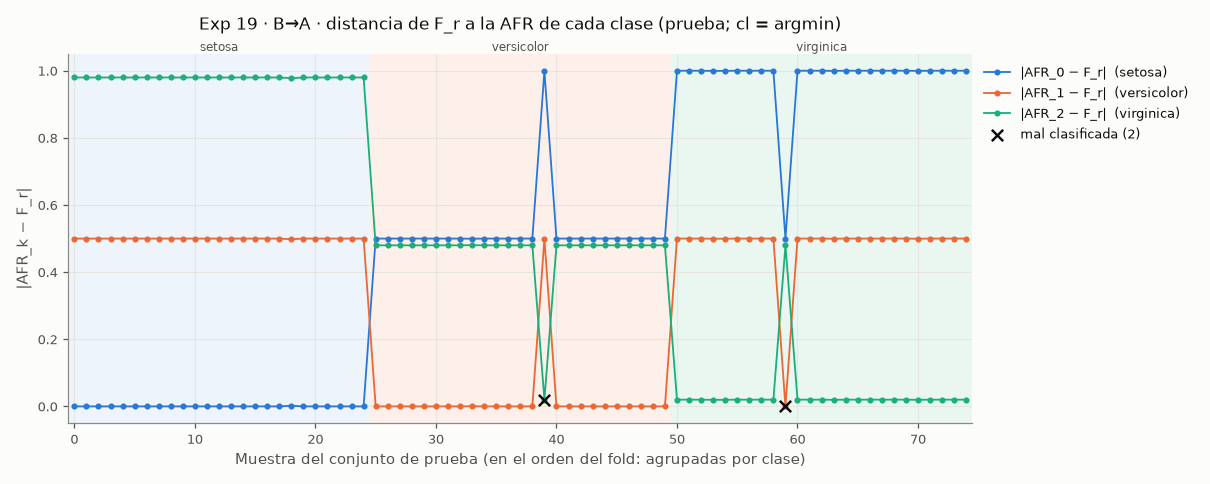 Exp 19 · B→A · distancia de F_r a la AFR de cada clase (prueba; cl = argmin)
setosa
versicolor
virginica
|AFR_0 − F_r| (setosa)
|AFR_1 − F_r| (versicolor)
|AFR_2 − F_r| (virginica)
mal clasificada (2)
|AFR_k − F_r|
1.0
0.8
0.6
0.4
0.2
0.0
0
10
20
30
40
50
60
70
Muestra del conjunto de prueba (en el orden del fold: agrupadas por clase)